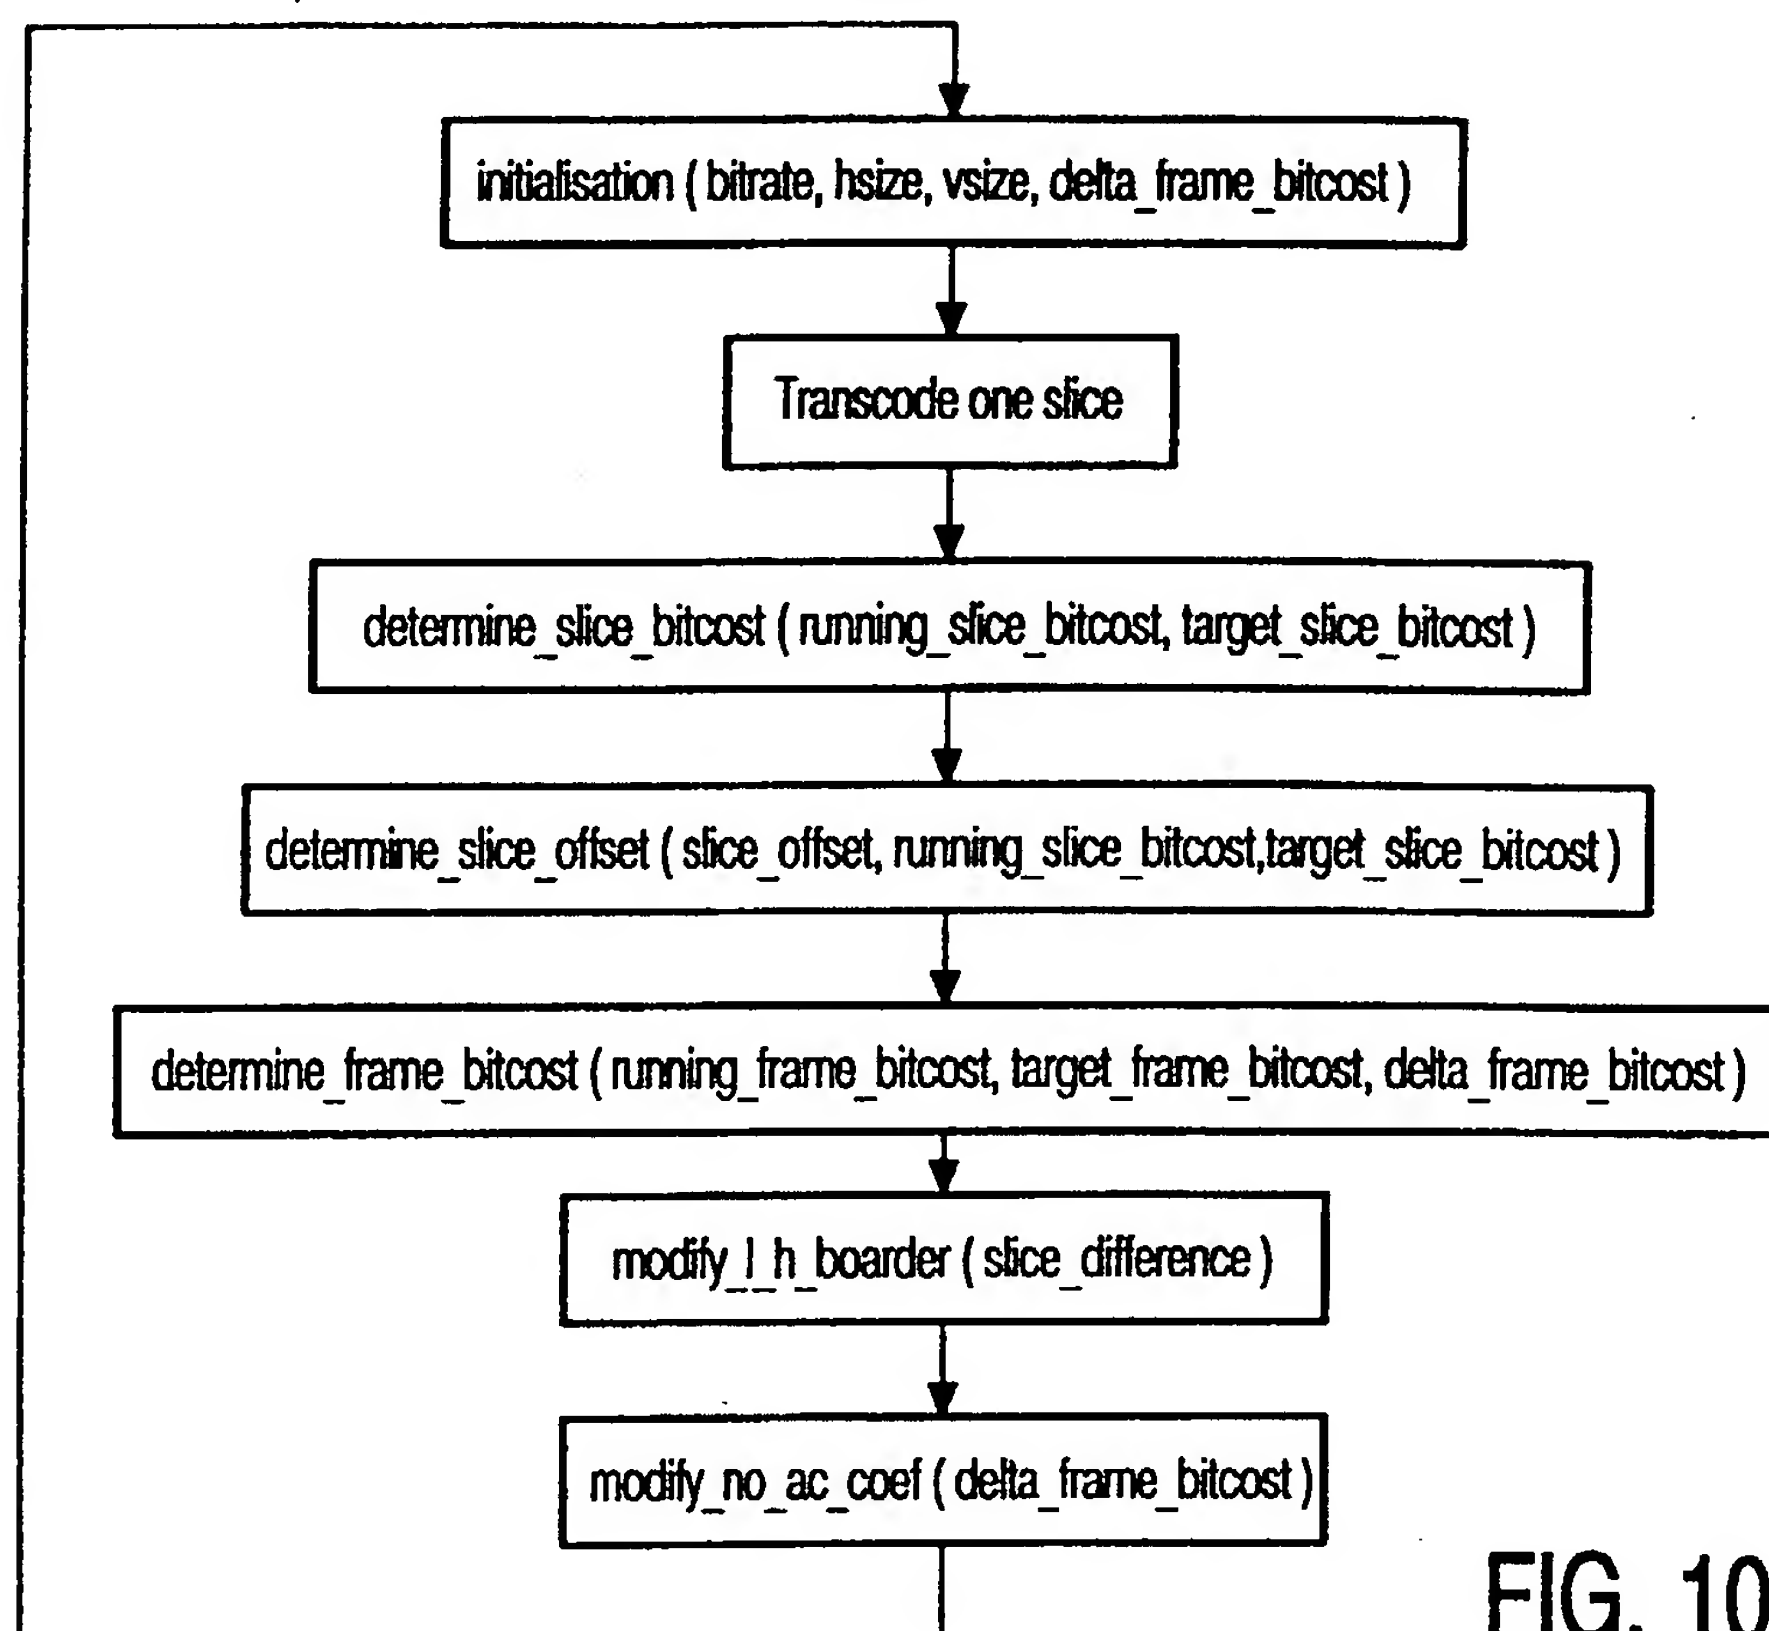 initialisation ( bitrate, hsize, vsize, delta_frame_bitcost )
Transcode one slice
determine_slice_bitcost ( running_slice_bitcost, target_slice_bitcost )
determine_slice_offset ( slice_offset, running_slice_bitcost,target_slice_bitcost )
determine_frame_bitcost ( running_frame_bitcost, target_frame_bitcost, delta_frame_bitcost )
modify_l_h_boarder ( slice_difference )
modify_no_ac_coef ( delta_frame_bitcost )
FIG. 10